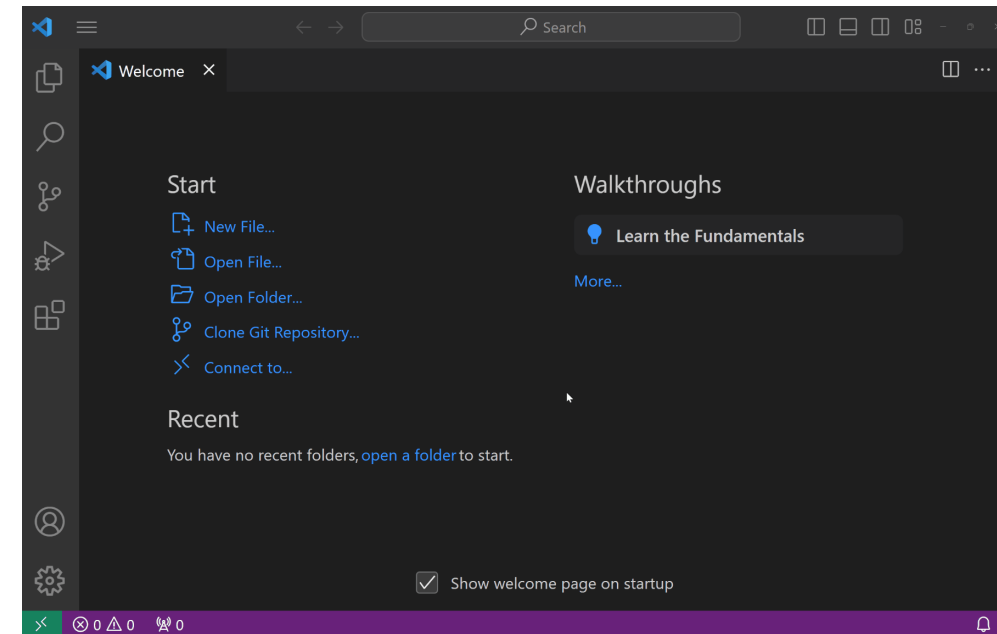 Search
Welcome
Start
New File...
Open File...
Open Folder...
Clone Git Repository...
Connect to...
Recent
You have no recent folders, open a folder to start.
Walkthroughs
Learn the Fundamentals
More...
Show welcome page on startup
0 0 0